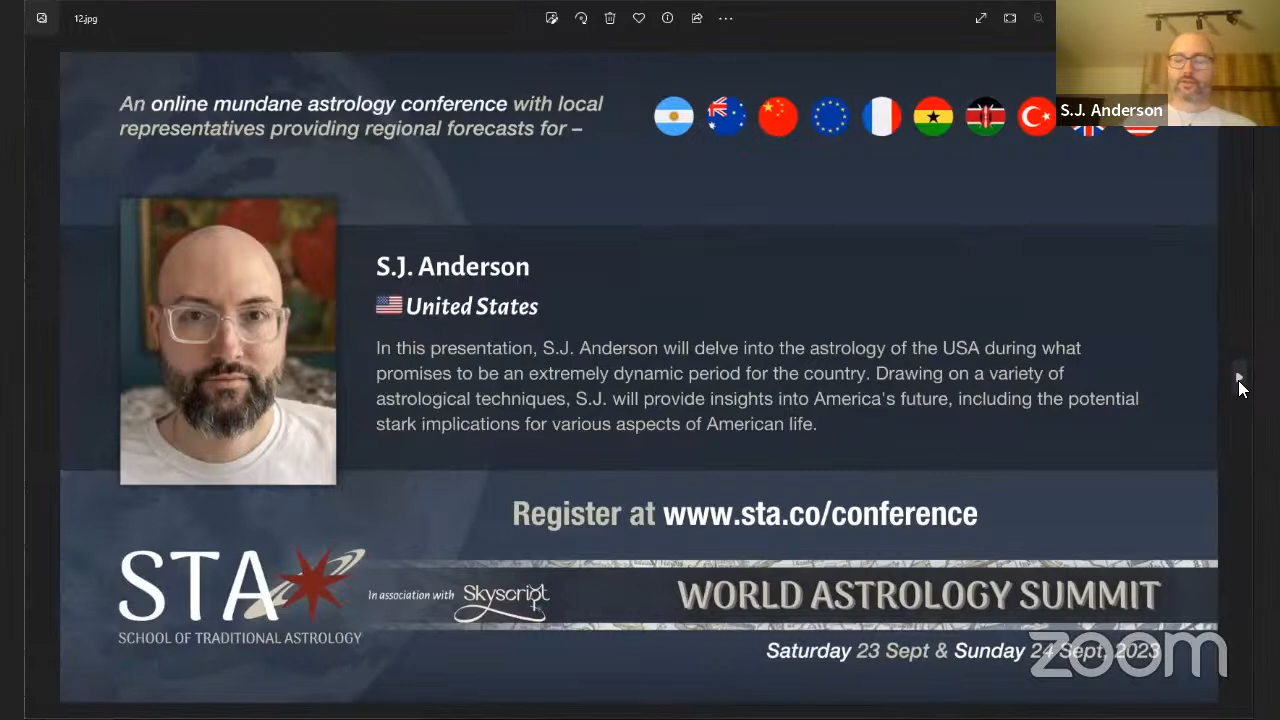 12.jpg
S.J. Anderson
An online mundane astrology conference with local
representatives providing regional forecasts for –
S.J. Anderson
United States
In this presentation, S.J. Anderson will delve into the astrology of the USA during what
promises to be an extremely dynamic period for the country. Drawing on a variety of
astrological techniques, S.J. will provide insights into America's future, including the potential
stark implications for various aspects of American life.
Register at www.sta.co/conference
STA
SCHOOL OF TRADITIONAL ASTROLOGY
In association with Skyscript
WORLD ASTROLOGY SUMMIT
Saturday 23 Sept & Sunday 24 Sept, 2023
zoom